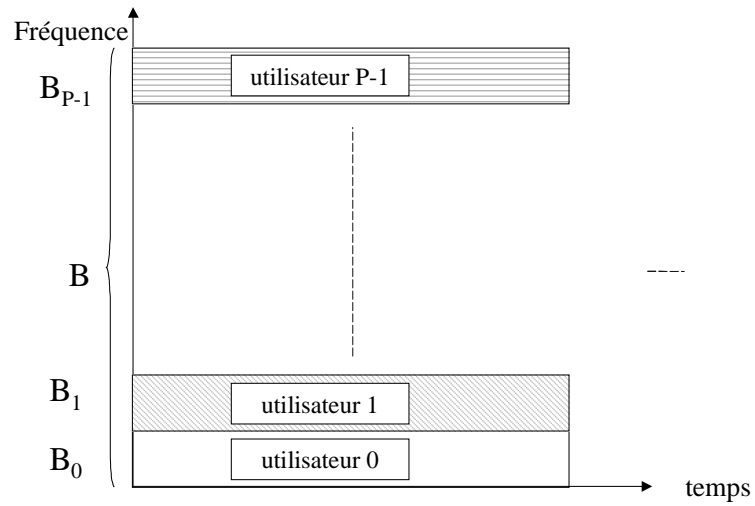 Fréquence
B_{P-1}
utilisateur P-1
B
B_1
utilisateur 1
B_0
utilisateur 0
temps